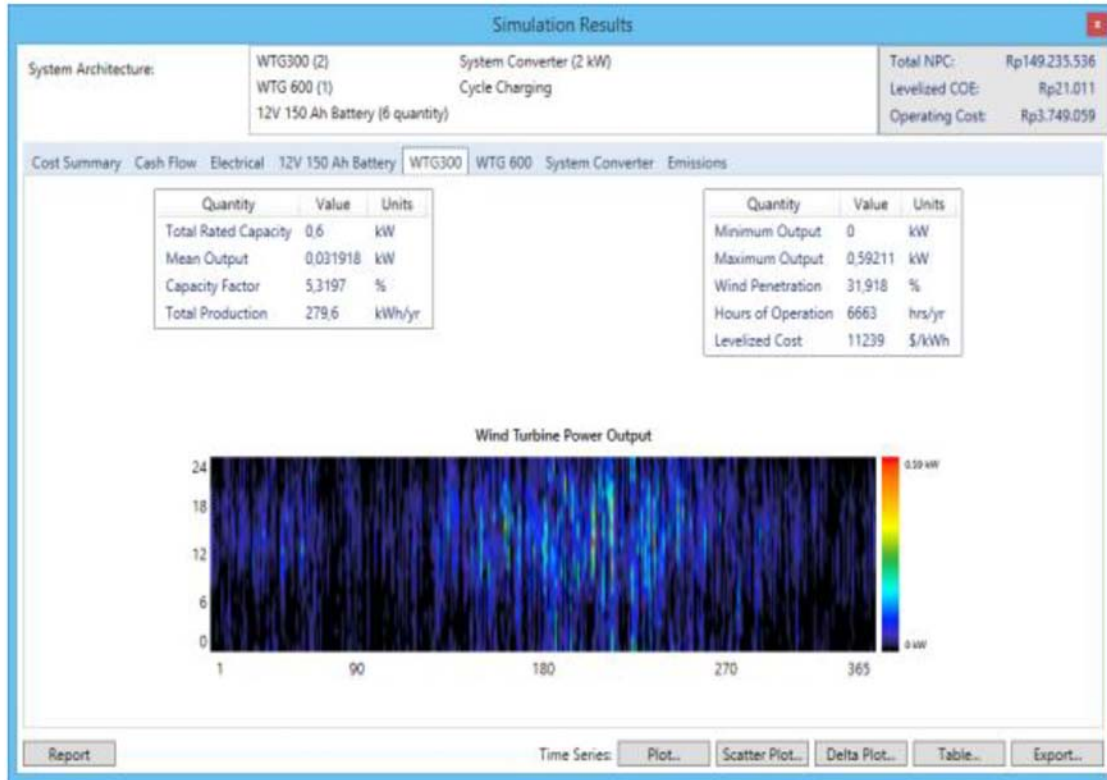 Simulation Results
x
System Architecture:
WTG300 (2)
System Converter (2 kW)
WTG 600 (1)
Cycle Charging
12V 150 Ah Battery (6 quantity)
Total NPC: Rp149.235.536
Levelized COE: Rp21.011
Operating Cost: Rp3.749.059
Cost Summary Cash Flow Electrical 12V 150 Ah Battery WTG300 WTG 600 System Converter Emissions
Quantity Value Units
Total Rated Capacity 0,6 kW
Mean Output 0,031918 kW
Capacity Factor 5,3197 %
Total Production 279,6 kWh/yr
Quantity Value Units
Minimum Output 0 kW
Maximum Output 0,59211 kW
Wind Penetration 31,918 %
Hours of Operation 6663 hrs/yr
Levelized Cost 11239 $/kWh
Wind Turbine Power Output
24
18
12
6
0
1 90 180 270 365
0.59 kW
0 kW
Report
Time Series: Plot... Scatter Plot... Delta Plot... Table... Export...